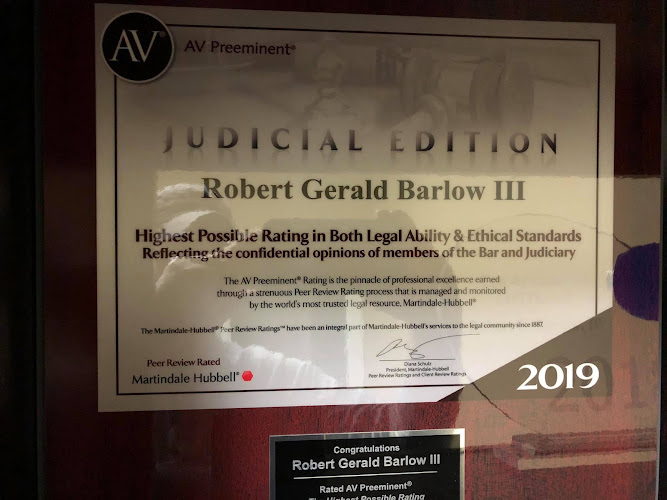 AV®
AV Preeminent®
JUDICIAL EDITION
Robert Gerald Barlow III
Highest Possible Rating in Both Legal Ability & Ethical Standards
Reflecting the confidential opinions of members of the Bar and Judiciary
The AV Preeminent® Rating is the pinnacle of professional excellence earned
through a strenuous Peer Review Rating process that is managed and monitored
by the world's most trusted legal resource, Martindale-Hubbell®
The Martindale-Hubbell® Peer Review Ratings™ have been an integral part of Martindale-Hubbell's services to the legal community since 1887.
Peer Review Rated
Martindale Hubbell®
Diana Schulz
President, Martindale-Hubbell
Peer Review Ratings and Client Review Ratings
2019
Congratulations
Robert Gerald Barlow III
Rated AV Preeminent®
The Highest Possible Rating